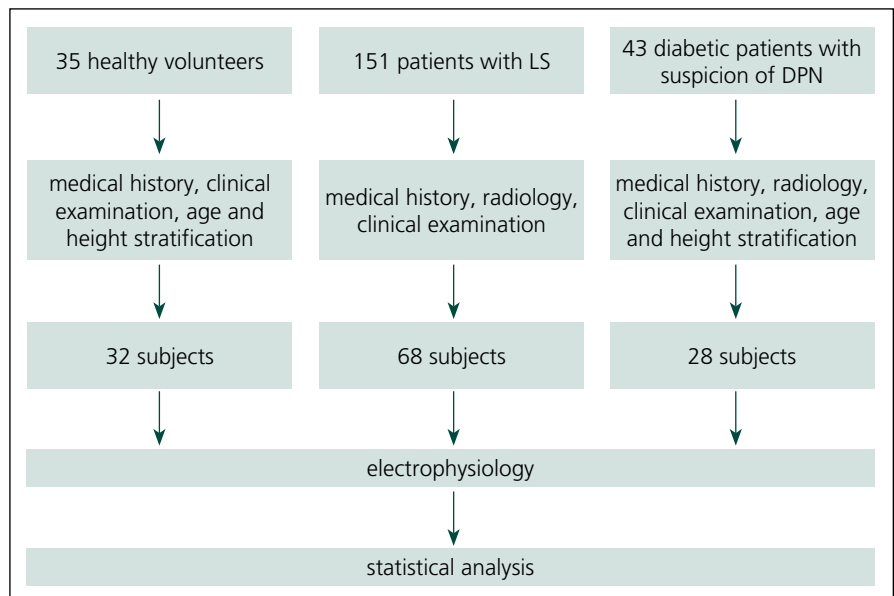 35 healthy volunteers
151 patients with LS
43 diabetic patients with
suspicion of DPN
medical history, clinical
examination, age and
height stratification
medical history, radiology,
clinical examination
medical history, radiology,
clinical examination, age
and height stratification
32 subjects
68 subjects
28 subjects
electrophysiology
statistical analysis